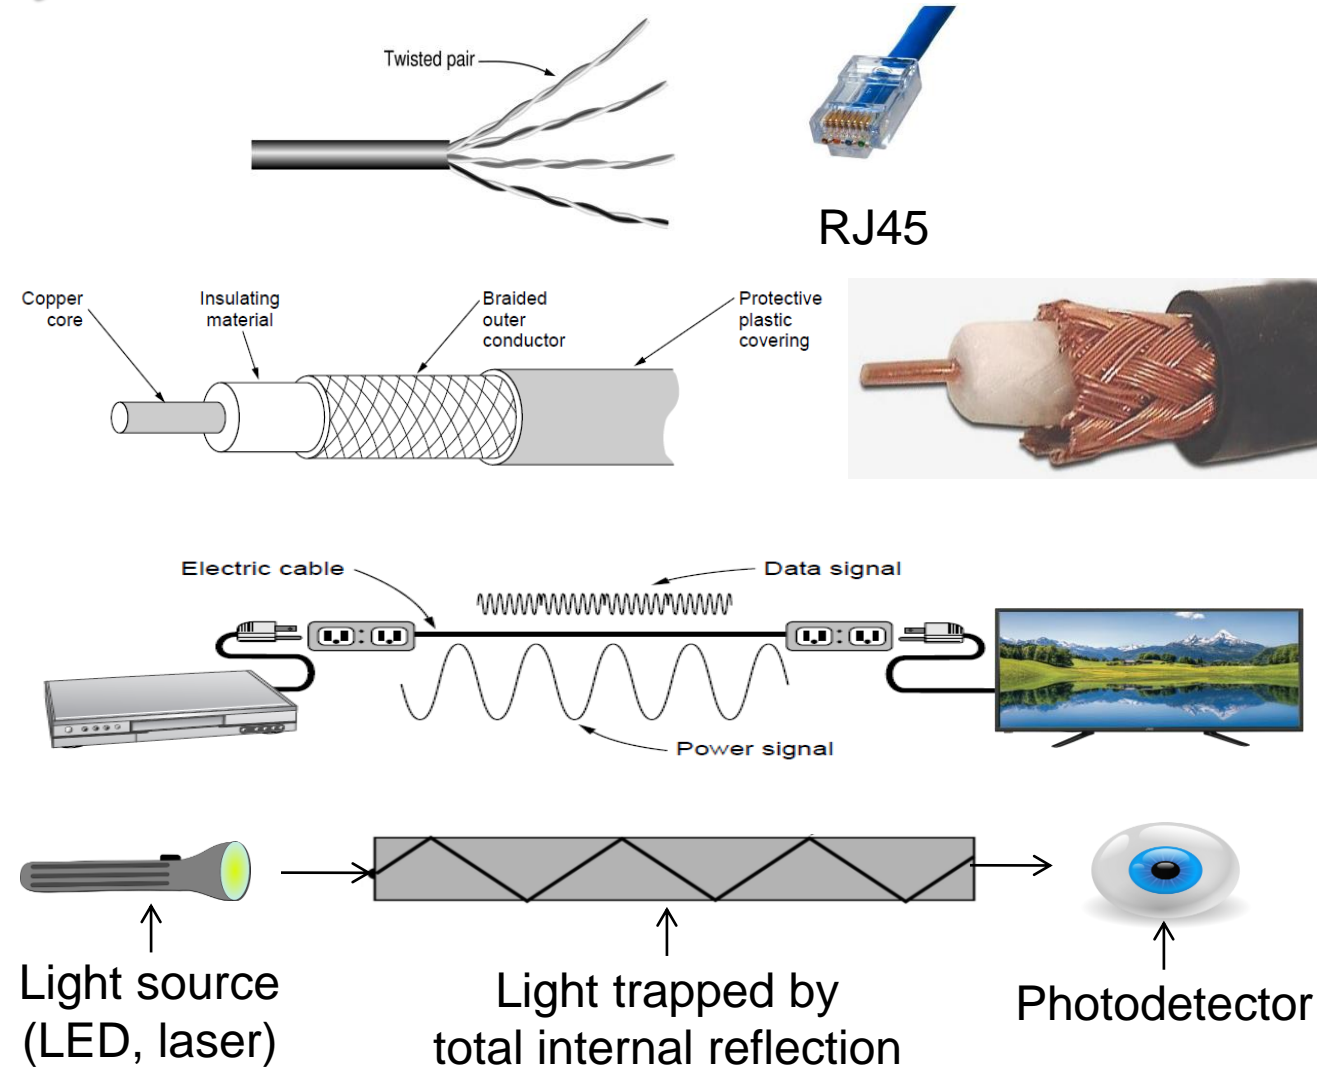 Twisted pair
RJ45
Copper
core
Insulating
material
Braided
outer
conductor
Protective
plastic
covering
Electric cable
Data signal
Power signal
Light source
(LED, laser)
Light trapped by
total internal reflection
Photodetector